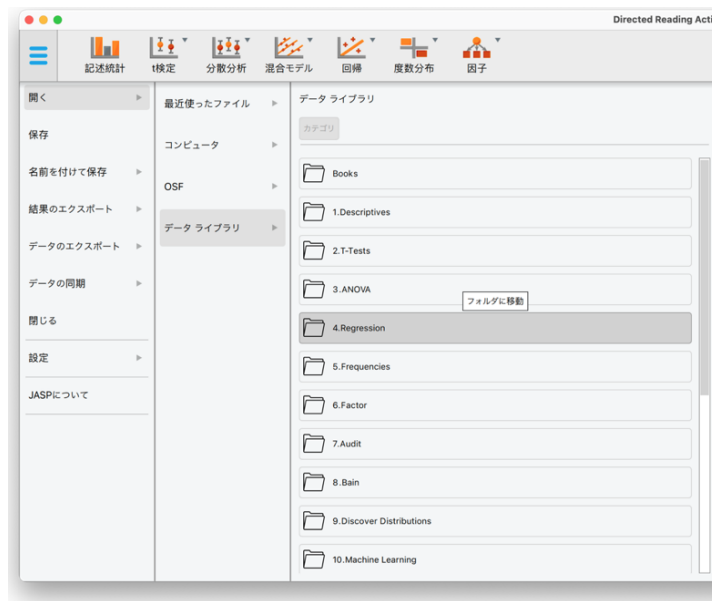 Directed Reading Acti
記述統計
t検定
分散分析
混合モデル
回帰
度数分布
因子
開く
保存
名前を付けて保存
結果のエクスポート
データのエクスポート
データの同期
閉じる
設定
JASPについて
最近使ったファイル
コンピュータ
OSF
データ ライブラリ
データ ライブラリ
カテゴリ
Books
1.Descriptives
2.T-Tests
3.ANOVA
フォルダに移動
4.Regression
5.Frequencies
6.Factor
7.Audit
8.Bain
9.Discover Distributions
10.Machine Learning